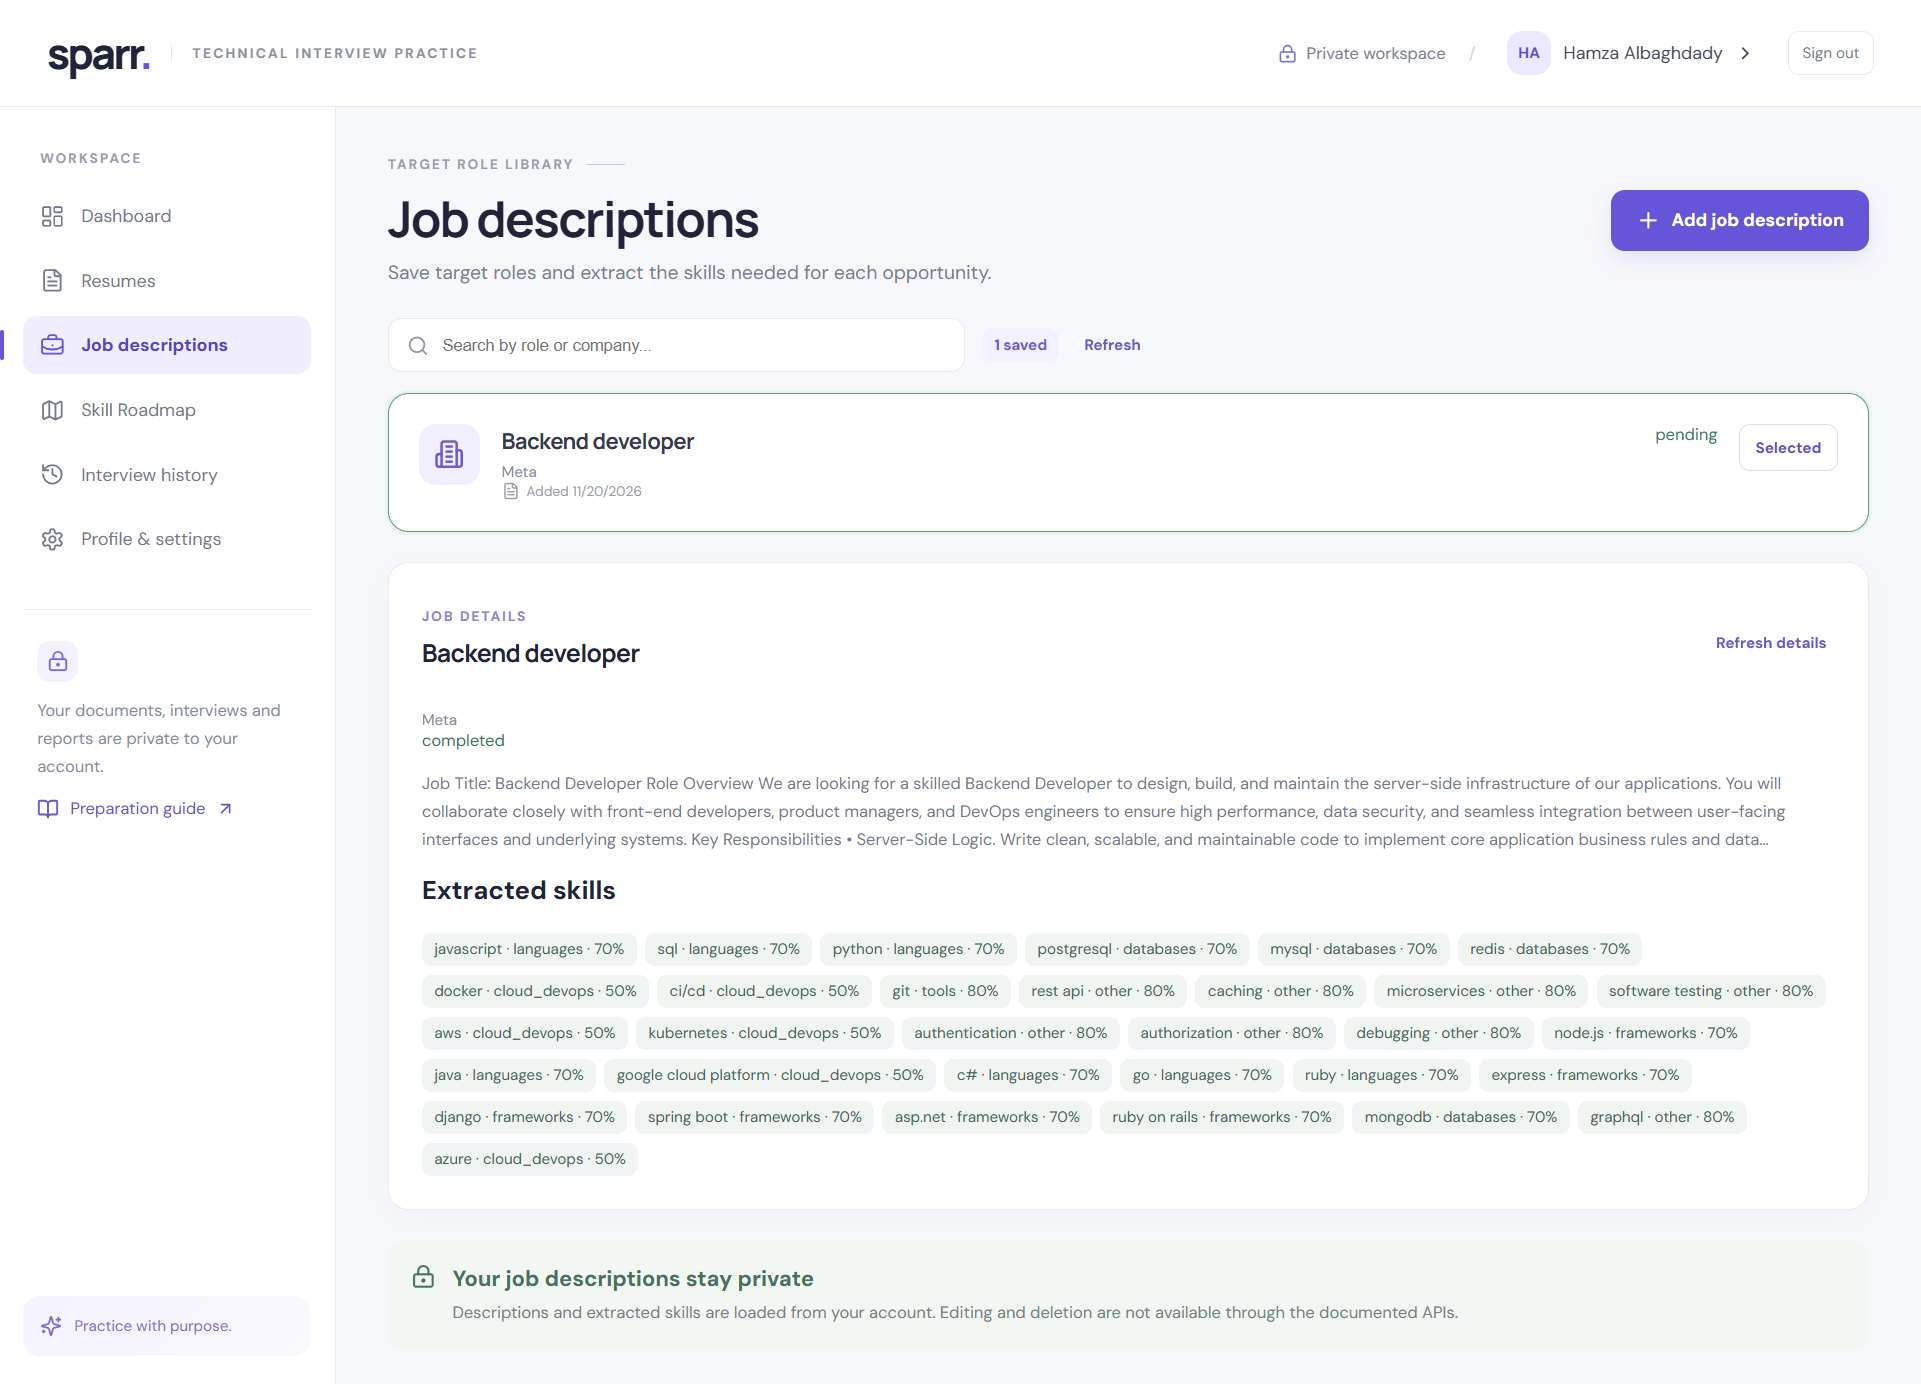 sparr.
TECHNICAL INTERVIEW PRACTICE
Private workspace /
HA Hamza Albaghdady
Sign out
WORKSPACE
Dashboard
Resumes
Job descriptions
Skill Roadmap
Interview history
Profile & settings
Your documents, interviews and
reports are private to your
account.
Preparation guide
Practice with purpose.
TARGET ROLE LIBRARY
Job descriptions
Save target roles and extract the skills needed for each opportunity.
Add job description
Search by role or company...
1 saved
Refresh
Backend developer
Meta
Added 11/20/2026
pending
Selected
JOB DETAILS
Backend developer
Refresh details
Meta
completed
Job Title: Backend Developer Role Overview We are looking for a skilled Backend Developer to design, build, and maintain the server-side infrastructure of our applications. You will
collaborate closely with front-end developers, product managers, and DevOps engineers to ensure high performance, data security, and seamless integration between user-facing
interfaces and underlying systems. Key Responsibilities • Server-Side Logic. Write clean, scalable, and maintainable code to implement core application business rules and data...
Extracted skills
javascript · languages · 70% sql · languages · 70% python · languages · 70% postgresql · databases · 70% mysql · databases · 70% redis · databases · 70%
docker · cloud_devops · 50% ci/cd · cloud_devops · 50% git · tools · 80% rest api · other · 80% caching · other · 80% microservices · other · 80% software testing · other · 80%
aws · cloud_devops · 50% kubernetes · cloud_devops · 50% authentication · other · 80% authorization · other · 80% debugging · other · 80% node.js · frameworks · 70%
java · languages · 70% google cloud platform · cloud_devops · 50% c# · languages · 70% go · languages · 70% ruby · languages · 70% express · frameworks · 70%
django · frameworks · 70% spring boot · frameworks · 70% asp.net · frameworks · 70% ruby on rails · frameworks · 70% mongodb · databases · 70% graphql · other · 80%
azure · cloud_devops · 50%
Your job descriptions stay private
Descriptions and extracted skills are loaded from your account. Editing and deletion are not available through the documented APIs.